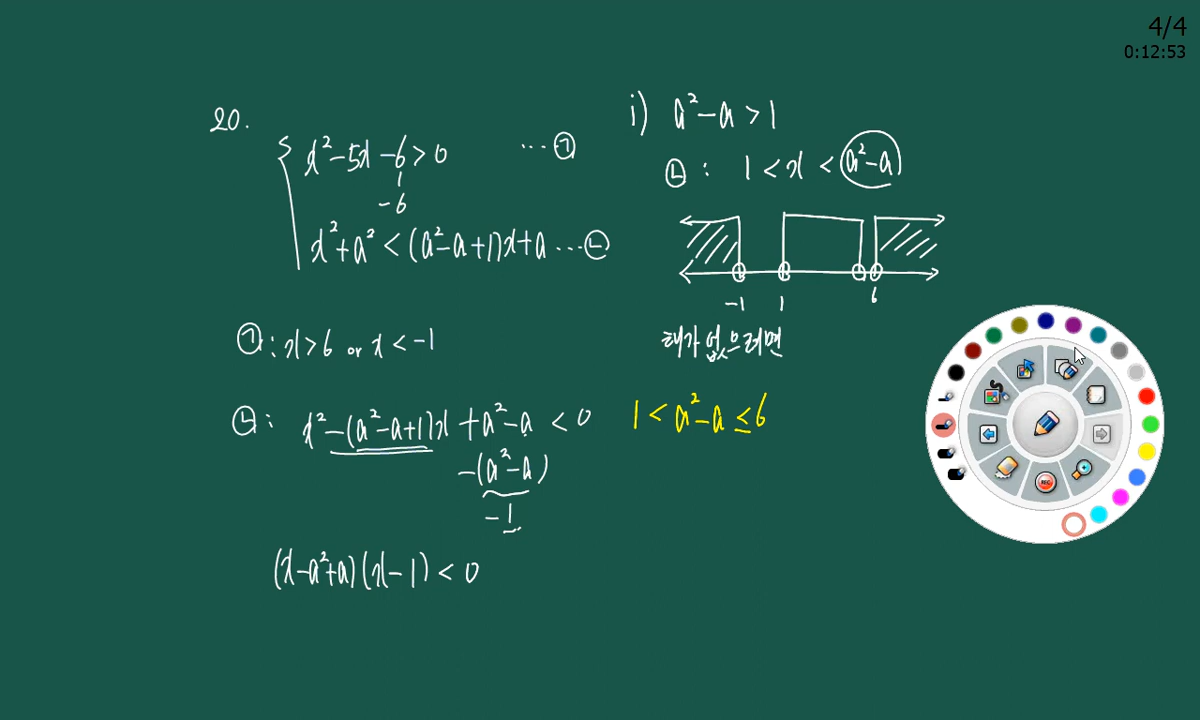 4/4
0:12:53
20.
x²-5x-6>0 ... ㉠
1
-6
x²+a²<(a²-a+1)x+a ... ㉡
㉠: x>6 or x<-1
㉡: x²-(a²-a+1)x+a²-a<0
-(a²-a)
-1
(x-a²+a)(x-1)<0
i) a²-a>1
㉡: 1<x<a²-a
-1 1 6
해가 없으려면
1<a²-a≤6
REC